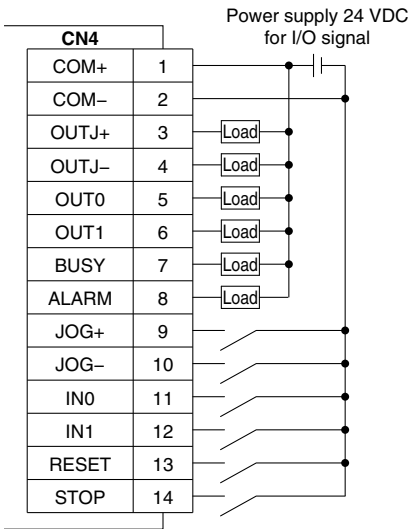 Power supply 24 VDC
for I/O signal
CN4
COM+ 1
COM− 2
OUTJ+ 3 Load
OUTJ− 4 Load
OUT0 5 Load
OUT1 6 Load
BUSY 7 Load
ALARM 8 Load
JOG+ 9
JOG− 10
IN0 11
IN1 12
RESET 13
STOP 14